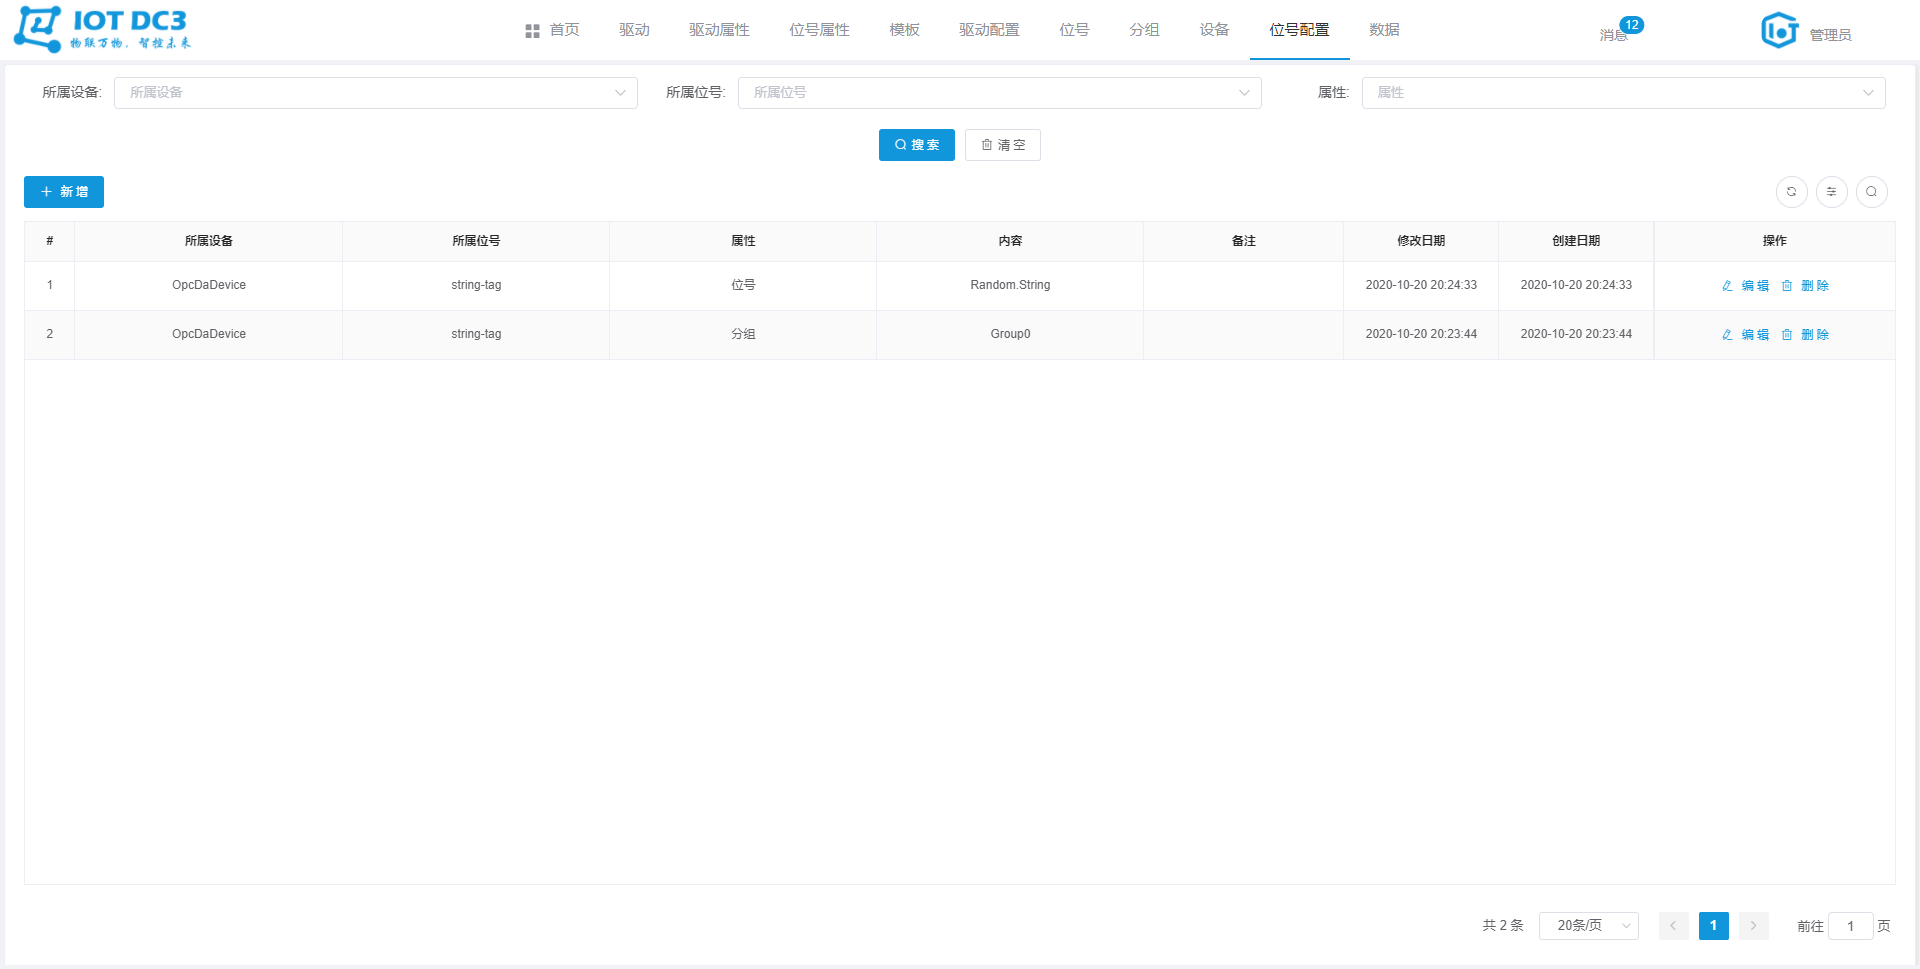 IOT DC3
物联万物，智控未来
首页 驱动 驱动属性 位号属性 模板 驱动配置 位号 分组 设备 位号配置 数据
消息 12
管理员
所属设备: 所属设备 所属位号: 所属位号 属性: 属性
搜索 清空
新增
# 所属设备 所属位号 属性 内容 备注 修改日期 创建日期 操作
1 OpcDaDevice string-tag 位号 Random.String 2020-10-20 20:24:33 2020-10-20 20:24:33 编辑 删除
2 OpcDaDevice string-tag 分组 Group0 2020-10-20 20:23:44 2020-10-20 20:23:44 编辑 删除
共 2 条 20条/页 1 前往 1 页